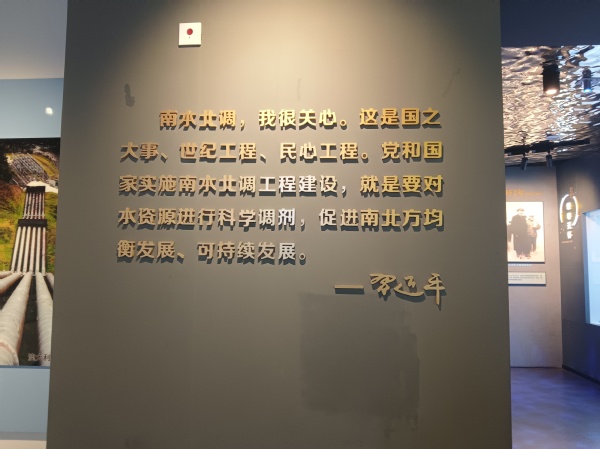 南水北调，我很关心。这是国之
大事、世纪工程、民心工程。党和国
家实施南水北调工程建设，就是要对
水资源进行科学调剂，促进南北方均
衡发展、可持续发展。
——习近平